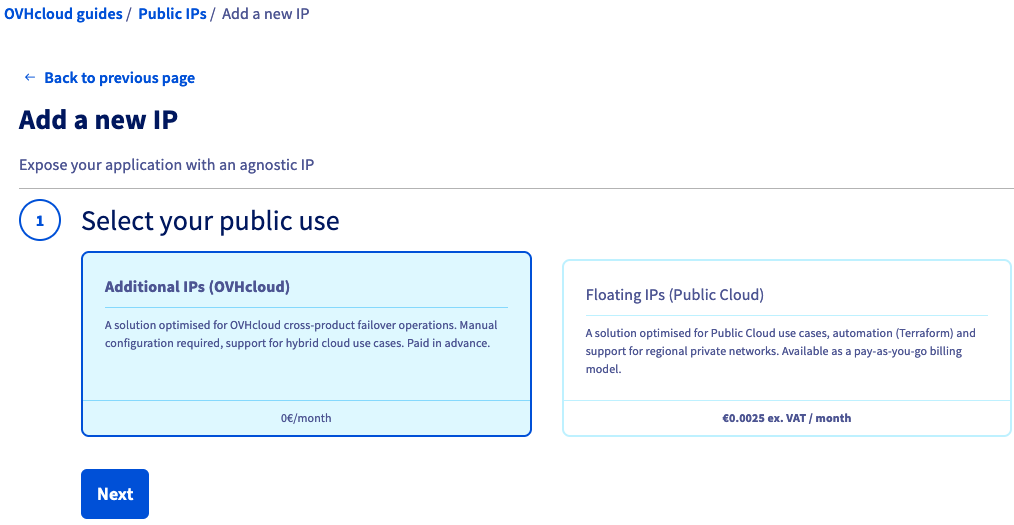 OVHcloud guides / Public IPs / Add a new IP
← Back to previous page
Add a new IP
Expose your application with an agnostic IP
1 Select your public use
Additional IPs (OVHcloud)
A solution optimised for OVHcloud cross-product failover operations. Manual
configuration required, support for hybrid cloud use cases. Paid in advance.
0€/month
Floating IPs (Public Cloud)
A solution optimised for Public Cloud use cases, automation (Terraform) and
support for regional private networks. Available as a pay-as-you-go billing
model.
€0.0025 ex. VAT / month
Next